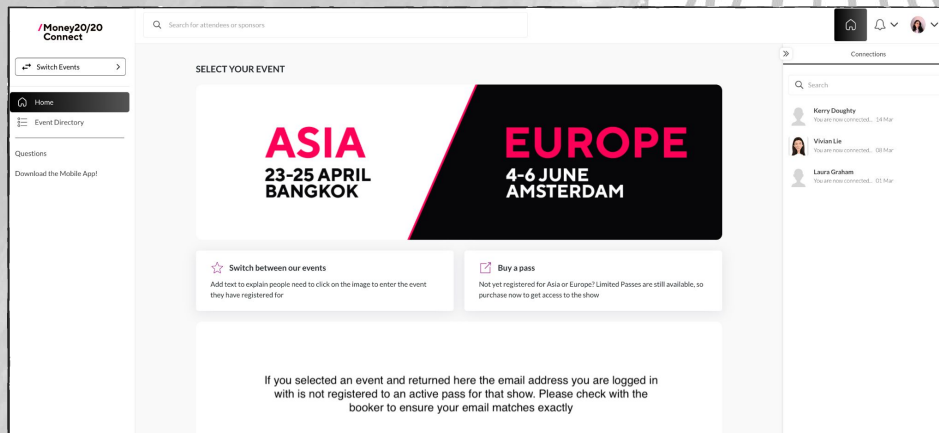 /Money20/20
Connect
Search for attendees or sponsors
Switch Events
Home
Event Directory
Questions
Download the Mobile App!
SELECT YOUR EVENT
ASIA
23-25 APRIL
BANGKOK
EUROPE
4-6 JUNE
AMSTERDAM
Switch between our events
Add text to explain people need to click on the image to enter the event
they have registered for
Buy a pass
Not yet registered for Asia or Europe? Limited Passes are still available, so
purchase now to get access to the show
If you selected an event and returned here the email address you are logged in
with is not registered to an active pass for that show. Please check with the
booker to ensure your email matches exactly
Connections
Search
Kerry Doughty
You are now connected... 14 Mar
Vivian Lie
You are now connected... 08 Mar
Laura Graham
You are now connected... 01 Mar